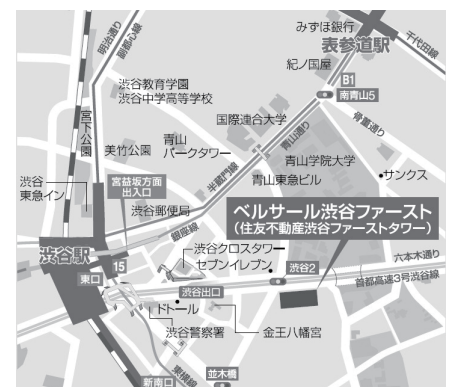 みずほ銀行
表参道駅
千代田線
紀ノ国屋
B1
南青山5
明治通り
副都心線
渋谷教育学園
渋谷中学高等学校
国際連合大学
青山通り
骨董通り
宮下公園
美竹公園
青山
パークタワー
半蔵門線
青山学院大学
サンクス
青山東急ビル
渋谷
東急イン
宮益坂方面
出入口
渋谷郵便局
銀座線
ベルサール渋谷ファースト
(住友不動産渋谷ファーストタワー)
渋谷駅
渋谷クロスタワー
セブンイレブン
六本木通り
東口
15
渋谷2
首都高速3号渋谷線
渋谷出口
ドトール
渋谷警察署
金王八幡宮
新南口
東横線
並木橋